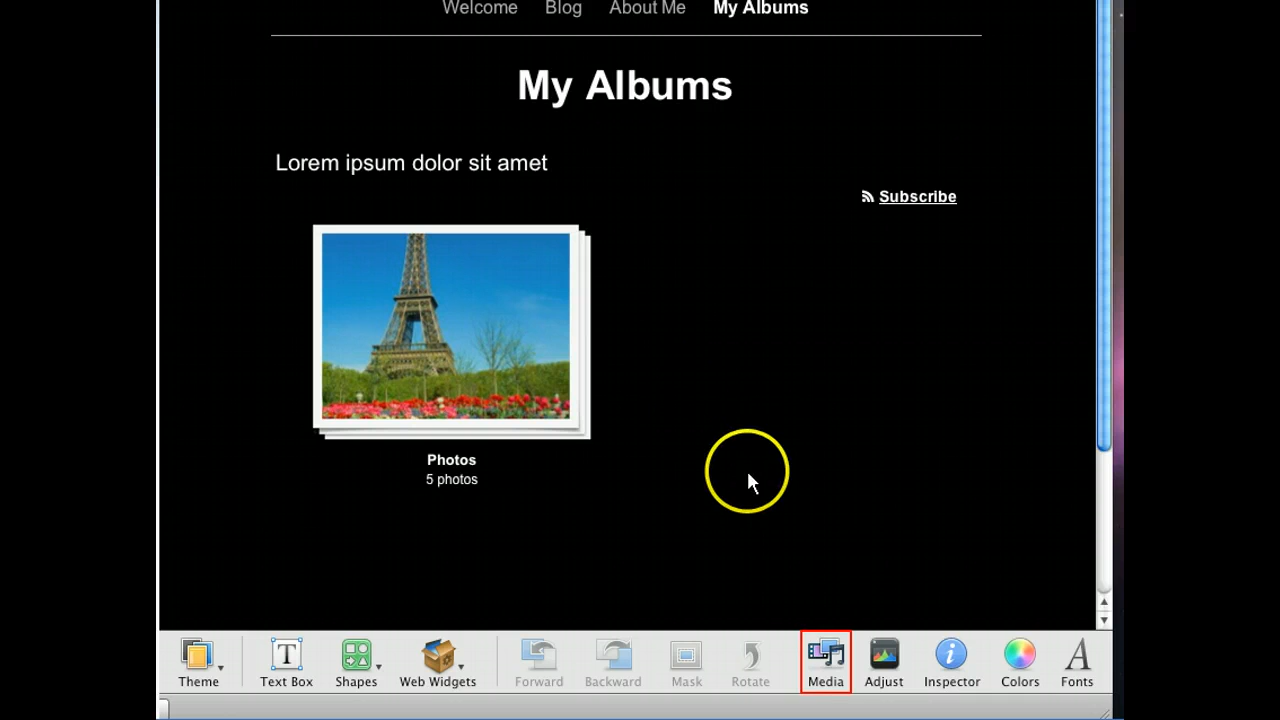 Welcome Blog About Me My Albums
My Albums
Lorem ipsum dolor sit amet
Subscribe
Photos
5 photos
Theme Text Box Shapes Web Widgets Forward Backward Mask Rotate Media Adjust Inspector Colors Fonts